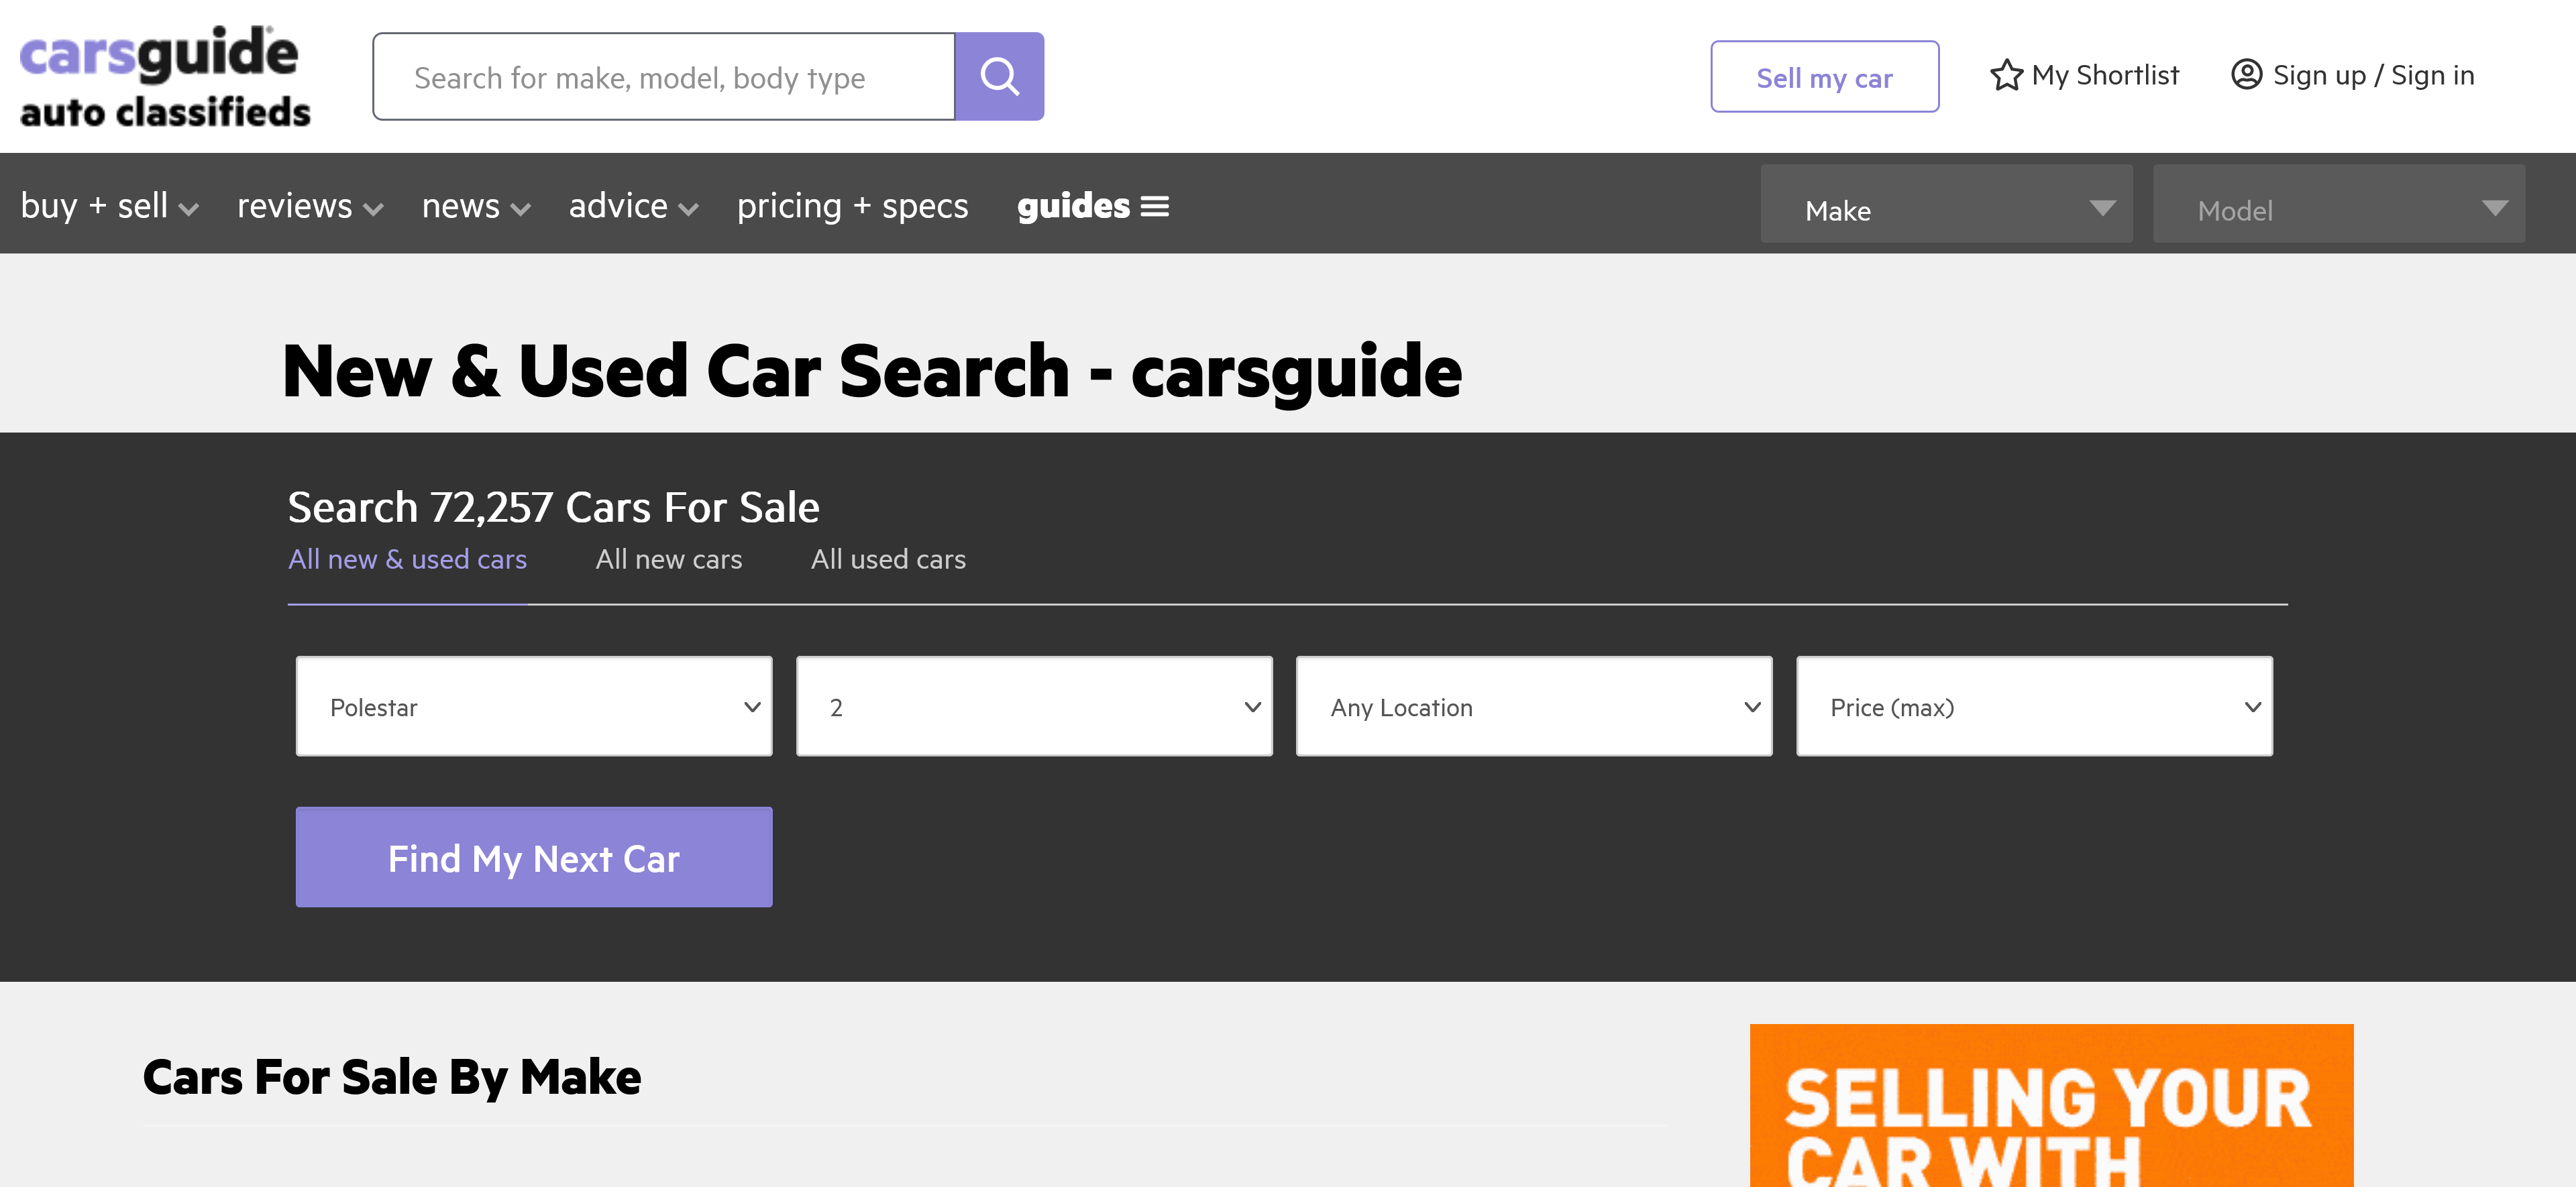 carsguide
auto classifieds
Search for make, model, body type
Sell my car
My Shortlist
Sign up / Sign in
buy + sell
reviews
news
advice
pricing + specs
guides
Make
Model
New & Used Car Search - carsguide
Search 72,257 Cars For Sale
All new & used cars
All new cars
All used cars
Polestar
2
Any Location
Price (max)
Find My Next Car
Cars For Sale By Make
SELLING YOUR
CAR WITH